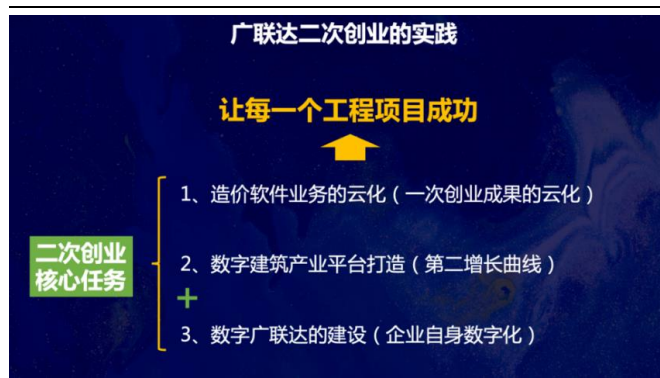 广联达二次创业的实践
让每一个工程项目成功
1、造价软件业务的云化（一次创业成果的云化）
二次创业
核心任务
2、数字建筑产业平台打造（第二增长曲线）
+
3、数字广联达的建设（企业自身数字化）